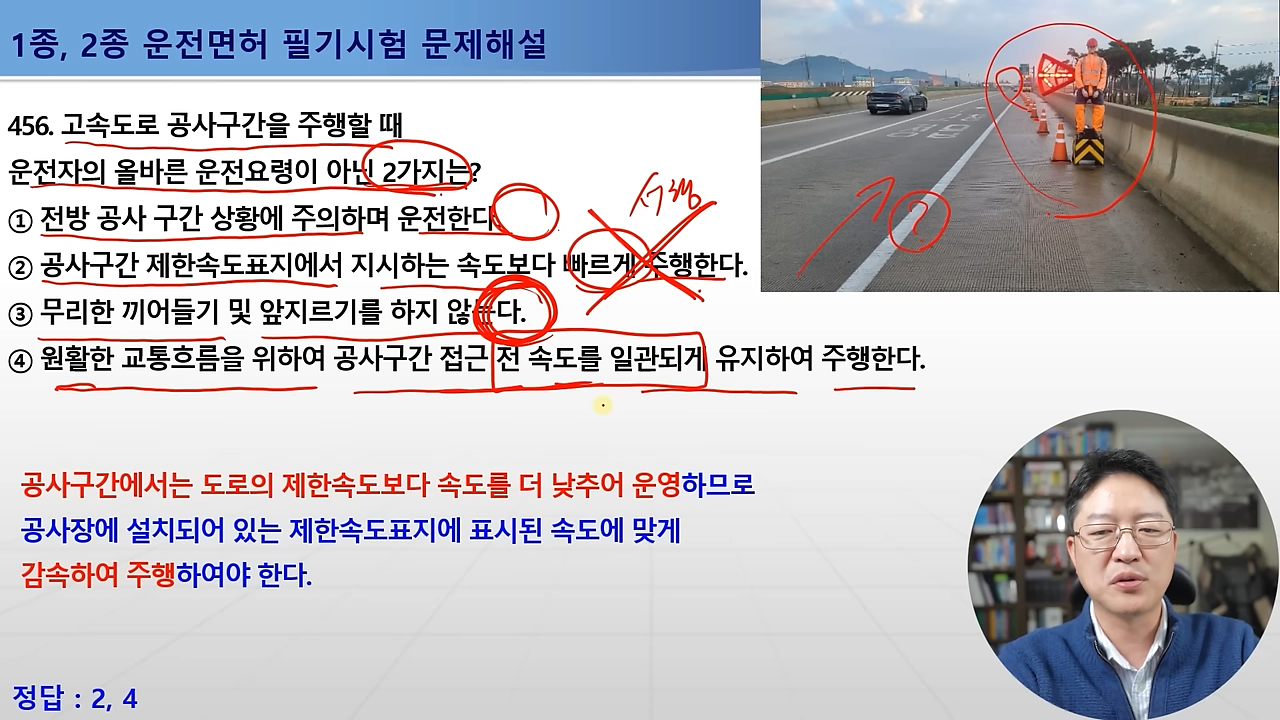 1종, 2종 운전면허 필기시험 문제해설
456. 고속도로 공사구간을 주행할 때
운전자의 올바른 운전요령이 아닌 2가지는?
① 전방 공사 구간 상황에 주의하며 운전한다
서행
② 공사구간 제한속도표지에서 지시하는 속도보다 빠르게 주행한다.
③ 무리한 끼어들기 및 앞지르기를 하지 않는다.
④ 원활한 교통흐름을 위하여 공사구간 접근 전 속도를 일관되게 유지하여 주행한다.
?
공사구간에서는 도로의 제한속도보다 속도를 더 낮추어 운영하므로
공사장에 설치되어 있는 제한속도표지에 표시된 속도에 맞게
감속하여 주행하여야 한다.
정답 : 2, 4